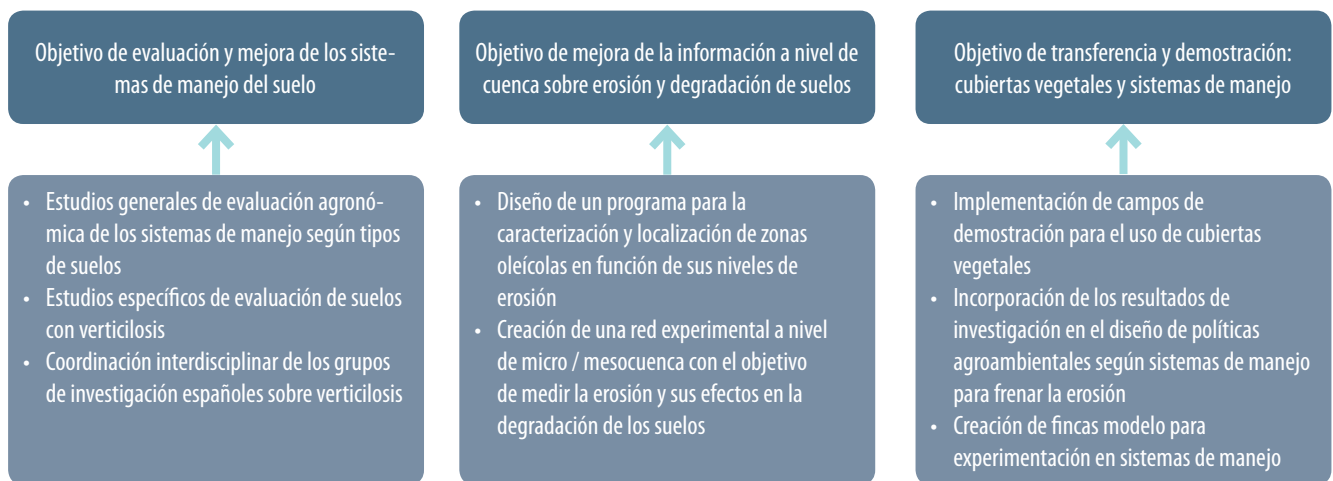 Objetivo de evaluación y mejora de los siste-
mas de manejo del suelo
Objetivo de mejora de la información a nivel de
cuenca sobre erosión y degradación de suelos
Objetivo de transferencia y demostración:
cubiertas vegetales y sistemas de manejo
• Estudios generales de evaluación agronó-
mica de los sistemas de manejo según tipos
de suelos
• Estudios específicos de evaluación de suelos
con verticilosis
• Coordinación interdisciplinar de los grupos
de investigación españoles sobre verticilosis
• Diseño de un programa para la
caracterización y localización de zonas
oleícolas en función de sus niveles de
erosión
• Creación de una red experimental a nivel
de micro / mesocuenca con el objetivo
de medir la erosión y sus efectos en la
degradación de los suelos
• Implementación de campos de
demostración para el uso de cubiertas
vegetales
• Incorporación de los resultados de
investigación en el diseño de políticas
agroambientales según sistemas de manejo
para frenar la erosión
• Creación de fincas modelo para
experimentación en sistemas de manejo